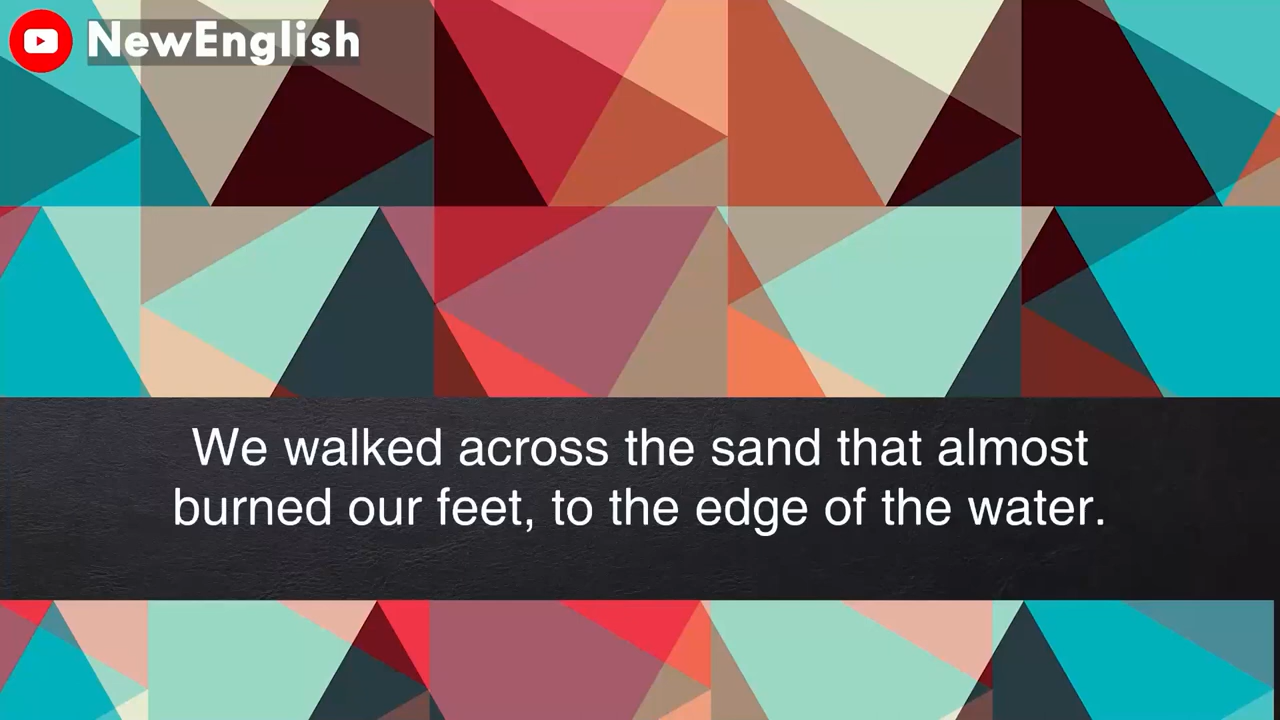 NewEnglish
We walked across the sand that almost
burned our feet, to the edge of the water.